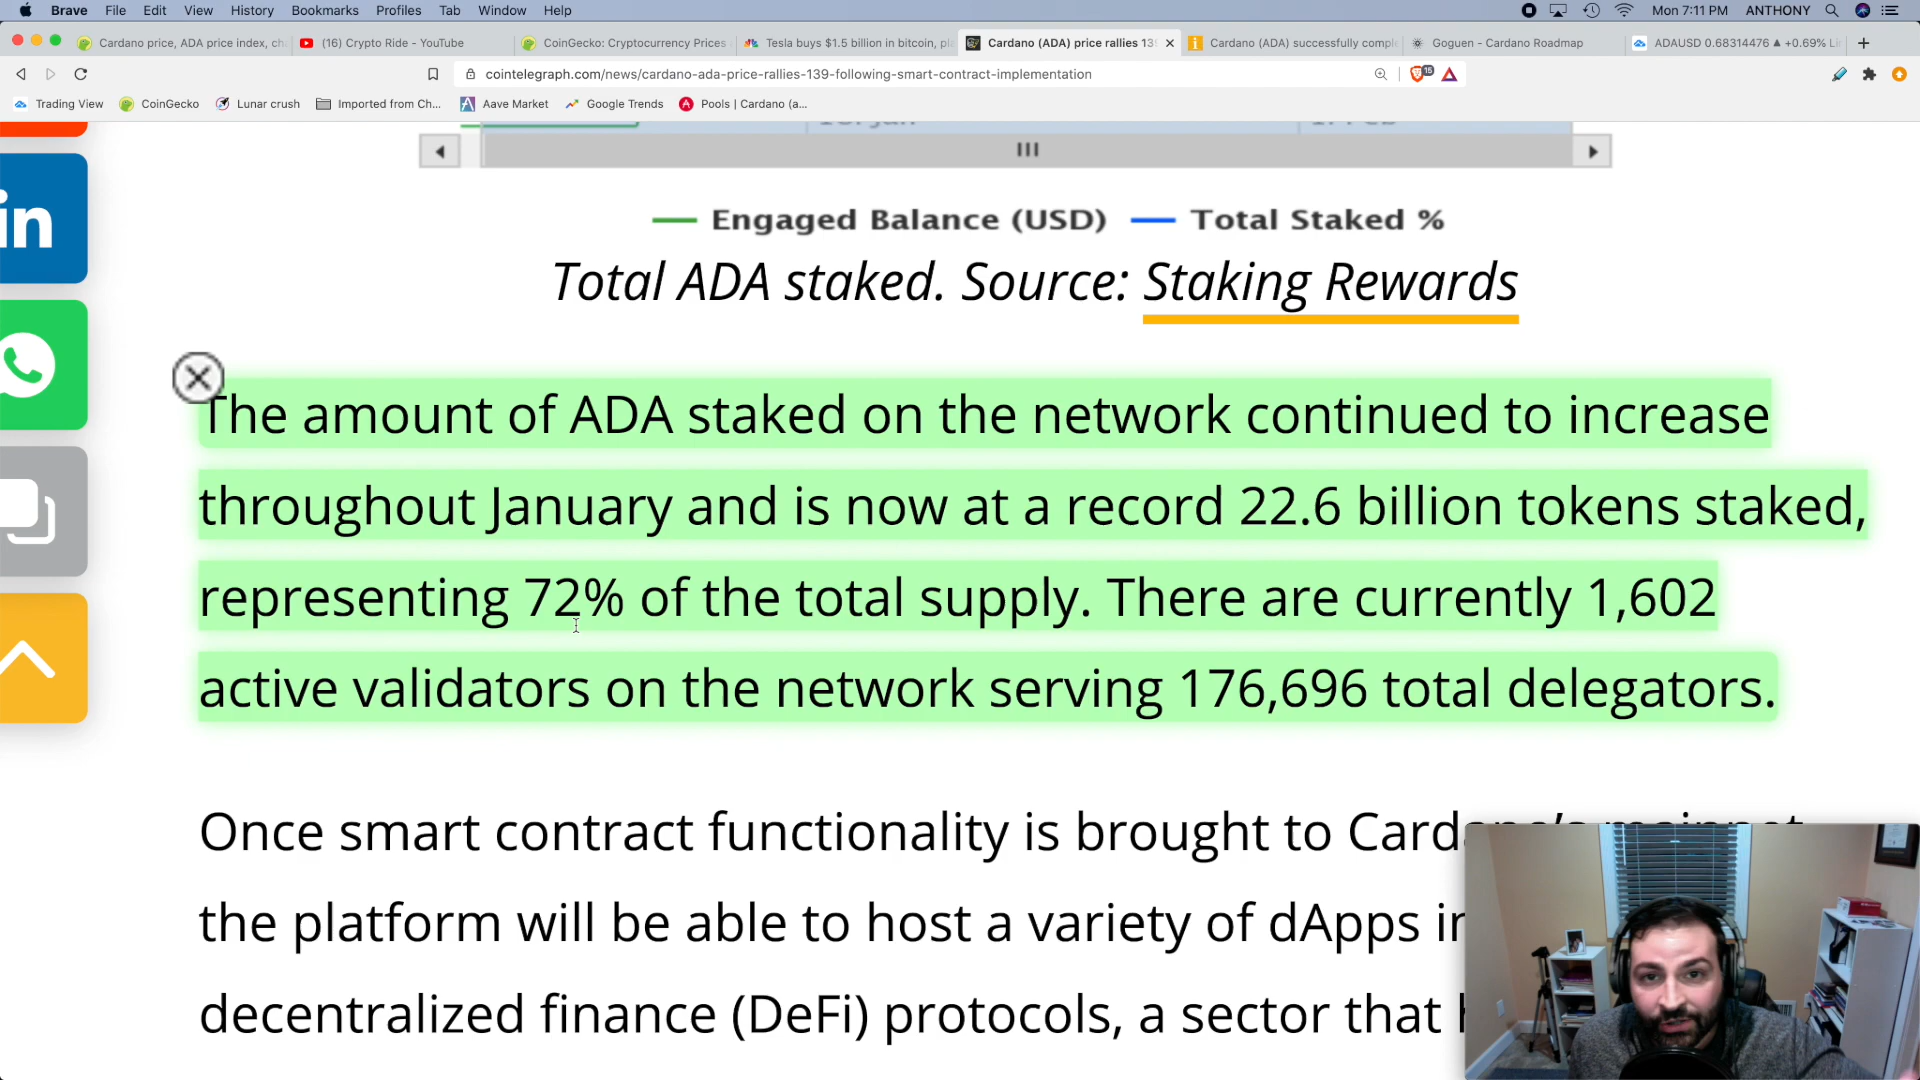 Brave File Edit View History Bookmarks Profiles Tab Window Help Mon 7:11 PM ANTHONY
Cardano price, ADA price index, ch
(16) Crypto Ride - YouTube
CoinGecko: Cryptocurrency Prices
Tesla buys $1.5 billion in bitcoin, pl
Cardano (ADA) price rallies 139
Cardano (ADA) successfully comple
Goguen - Cardano Roadmap
ADAUSD 0.68314476 ▲ +0.69%
cointelegraph.com/news/cardano-ada-price-rallies-139-following-smart-contract-implementation
15
Trading View CoinGecko Lunar crush Imported from Ch... Aave Market Google Trends Pools | Cardano (a...
in
Engaged Balance (USD) Total Staked %
Total ADA staked. Source: Staking Rewards
The amount of ADA staked on the network continued to increase
throughout January and is now at a record 22.6 billion tokens staked,
representing 72% of the total supply. There are currently 1,602
active validators on the network serving 176,696 total delegators.
Once smart contract functionality is brought to Cardano's mainnet
the platform will be able to host a variety of dApps in
decentralized finance (DeFi) protocols, a sector that